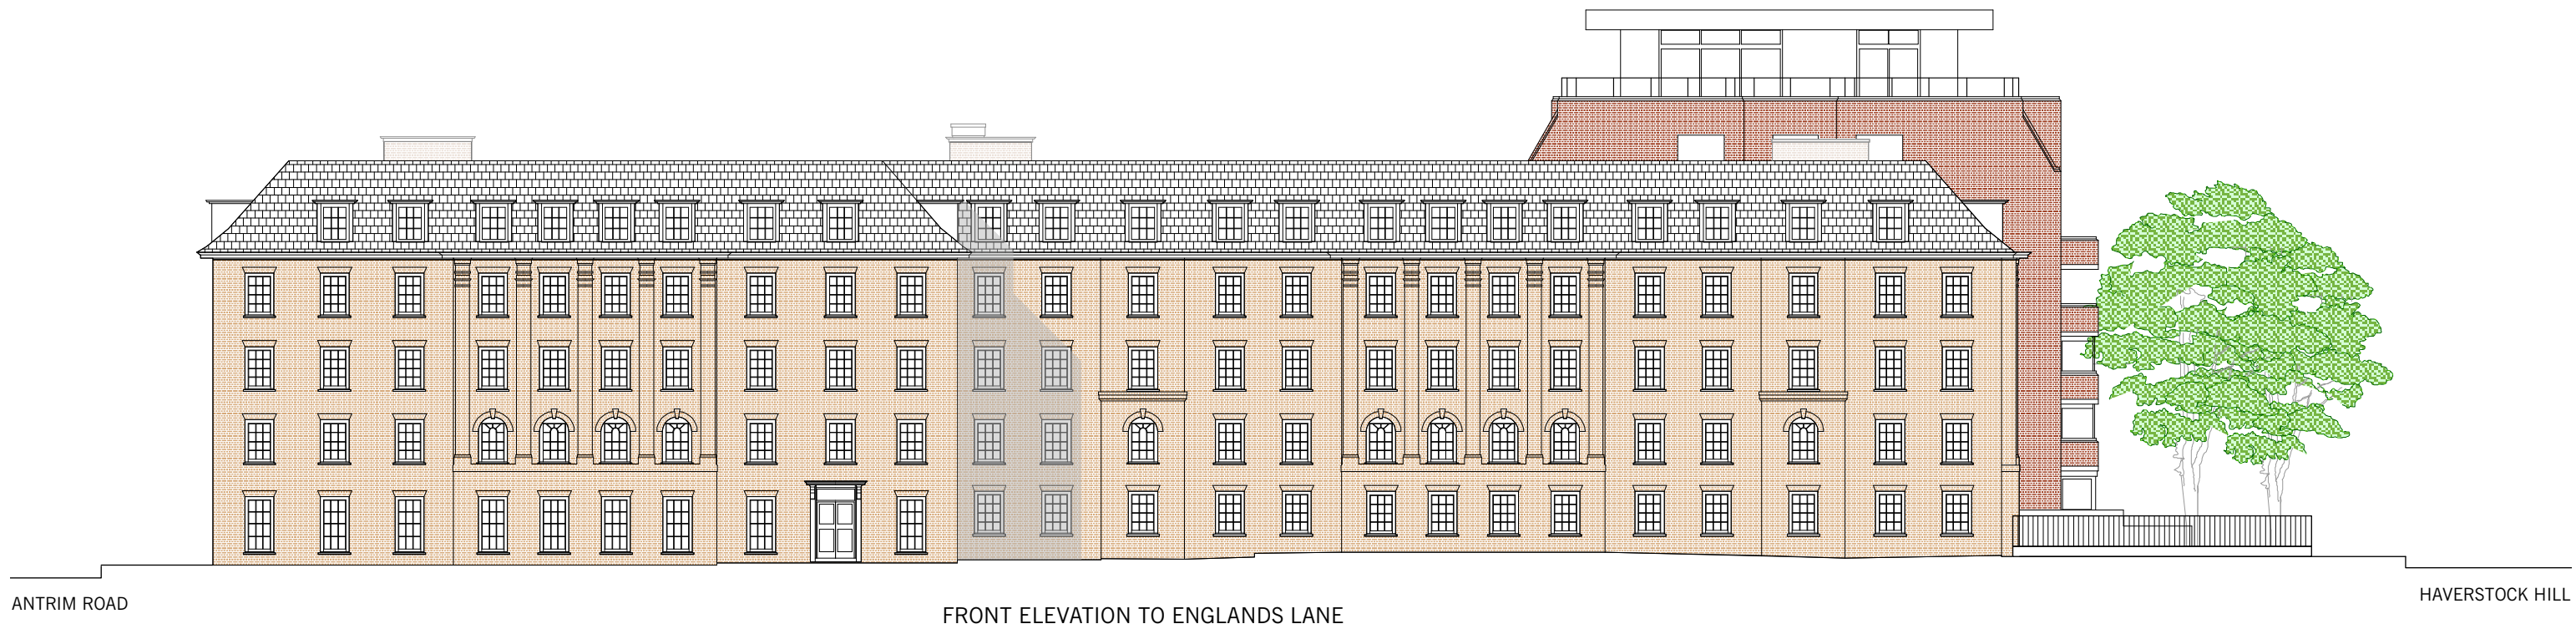 ANTRIM ROAD
FRONT ELEVATION TO ENGLANDS LANE
HAVERSTOCK HILL